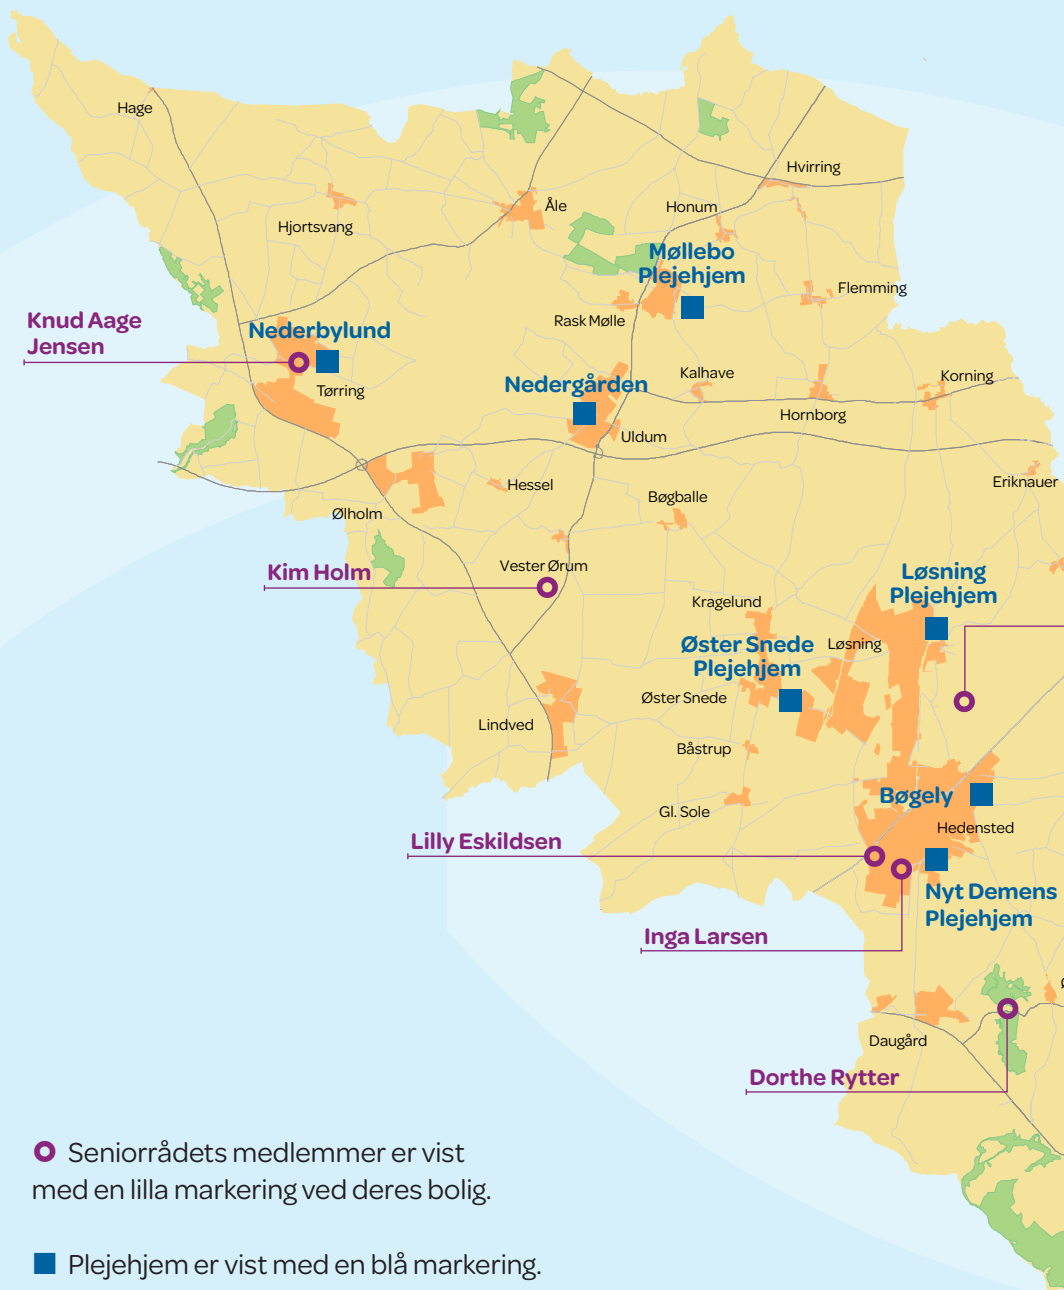 Hage
Hvirring
Åle
Honum
Hjortsvang
Møllebo
Plejehjem
Flemming
Knud Aage
Jensen
Nederbylund
Rask Mølle
Tørring
Nedergården
Kalhave
Korning
Hornborg
Uldum
Hessel
Bøgballe
Eriknauer
Ølholm
Vester Ørum
Kim Holm
Løsning
Plejehjem
Kragelund
Øster Snede
Plejehjem
Løsning
Øster Snede
Lindved
Båstrup
Bøgely
Gl. Sole
Hedensted
Lilly Eskildsen
Nyt Demens
Plejehjem
Inga Larsen
Daugård
Dorthe Rytter
Seniorrådets medlemmer er vist
med en lilla markering ved deres bolig.
Plejehjem er vist med en blå markering.